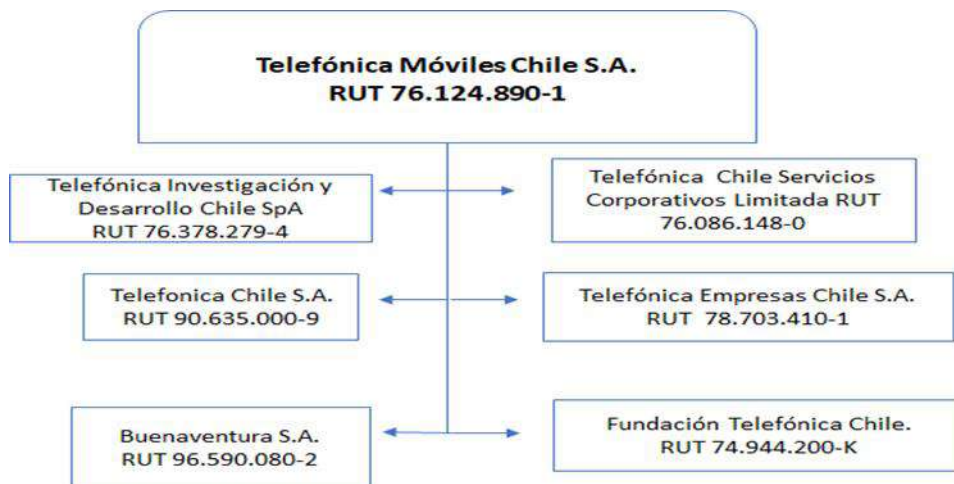 Telefónica Móviles Chile S.A.
RUT 76.124.890-1
Telefónica Investigación y
Desarrollo Chile SpA
RUT 76.378.279-4
Telefónica Chile Servicios
Corporativos Limitada RUT
76.086.148-0
Telefonica Chile S.A.
RUT 90.635.000-9
Telefónica Empresas Chile S.A.
RUT 78.703.410-1
Buenaventura S.A.
RUT 96.590.080-2
Fundación Telefónica Chile.
RUT 74.944.200-K